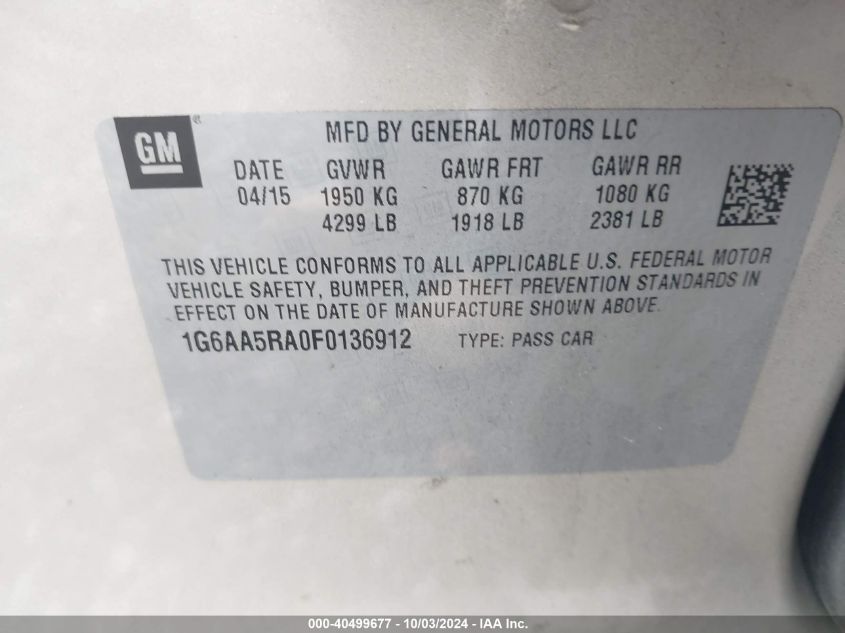 GM®
MFD BY GENERAL MOTORS LLC
DATE GVWR GAWR FRT GAWR RR
04/15 1950 KG 870 KG 1080 KG
4299 LB 1918 LB 2381 LB
THIS VEHICLE CONFORMS TO ALL APPLICABLE U.S. FEDERAL MOTOR
VEHICLE SAFETY, BUMPER, AND THEFT PREVENTION STANDARDS IN
EFFECT ON THE DATE OF MANUFACTURE SHOWN ABOVE.
1G6AA5RA0F0136912 TYPE: PASS CAR
000-40499677 - 10/03/2024 - IAA Inc.